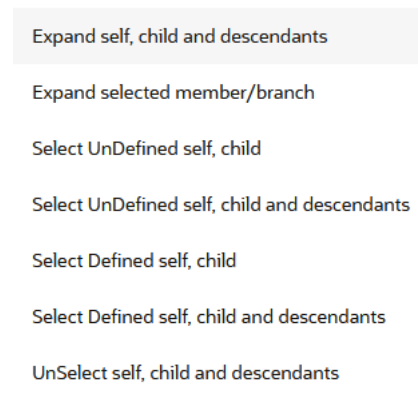 Expand self, child and descendants
Expand selected member/branch
Select UnDefined self, child
Select UnDefined self, child and descendants
Select Defined self, child
Select Defined self, child and descendants
UnSelect self, child and descendants